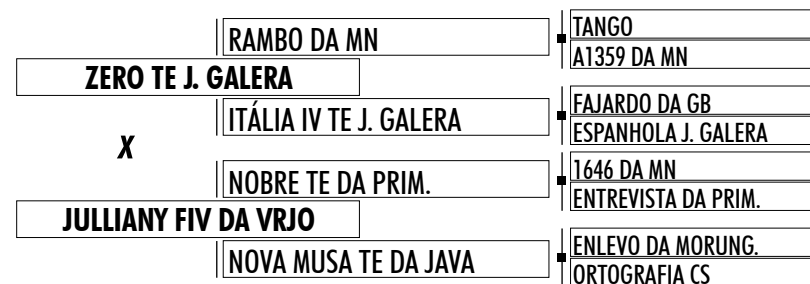 RAMBO DA MN
TANGO
A1359 DA MN
ZERO TE J. GALERA
ITÁLIA IV TE J. GALERA
FAJARDO DA GB
ESPANHOLA J. GALERA
X
NOBRE TE DA PRIM.
1646 DA MN
ENTREVISTA DA PRIM.
JULLIANY FIV DA VRJO
NOVA MUSA TE DA JAVA
ENLEVO DA MORUNG.
ORTOGRAFIA CS